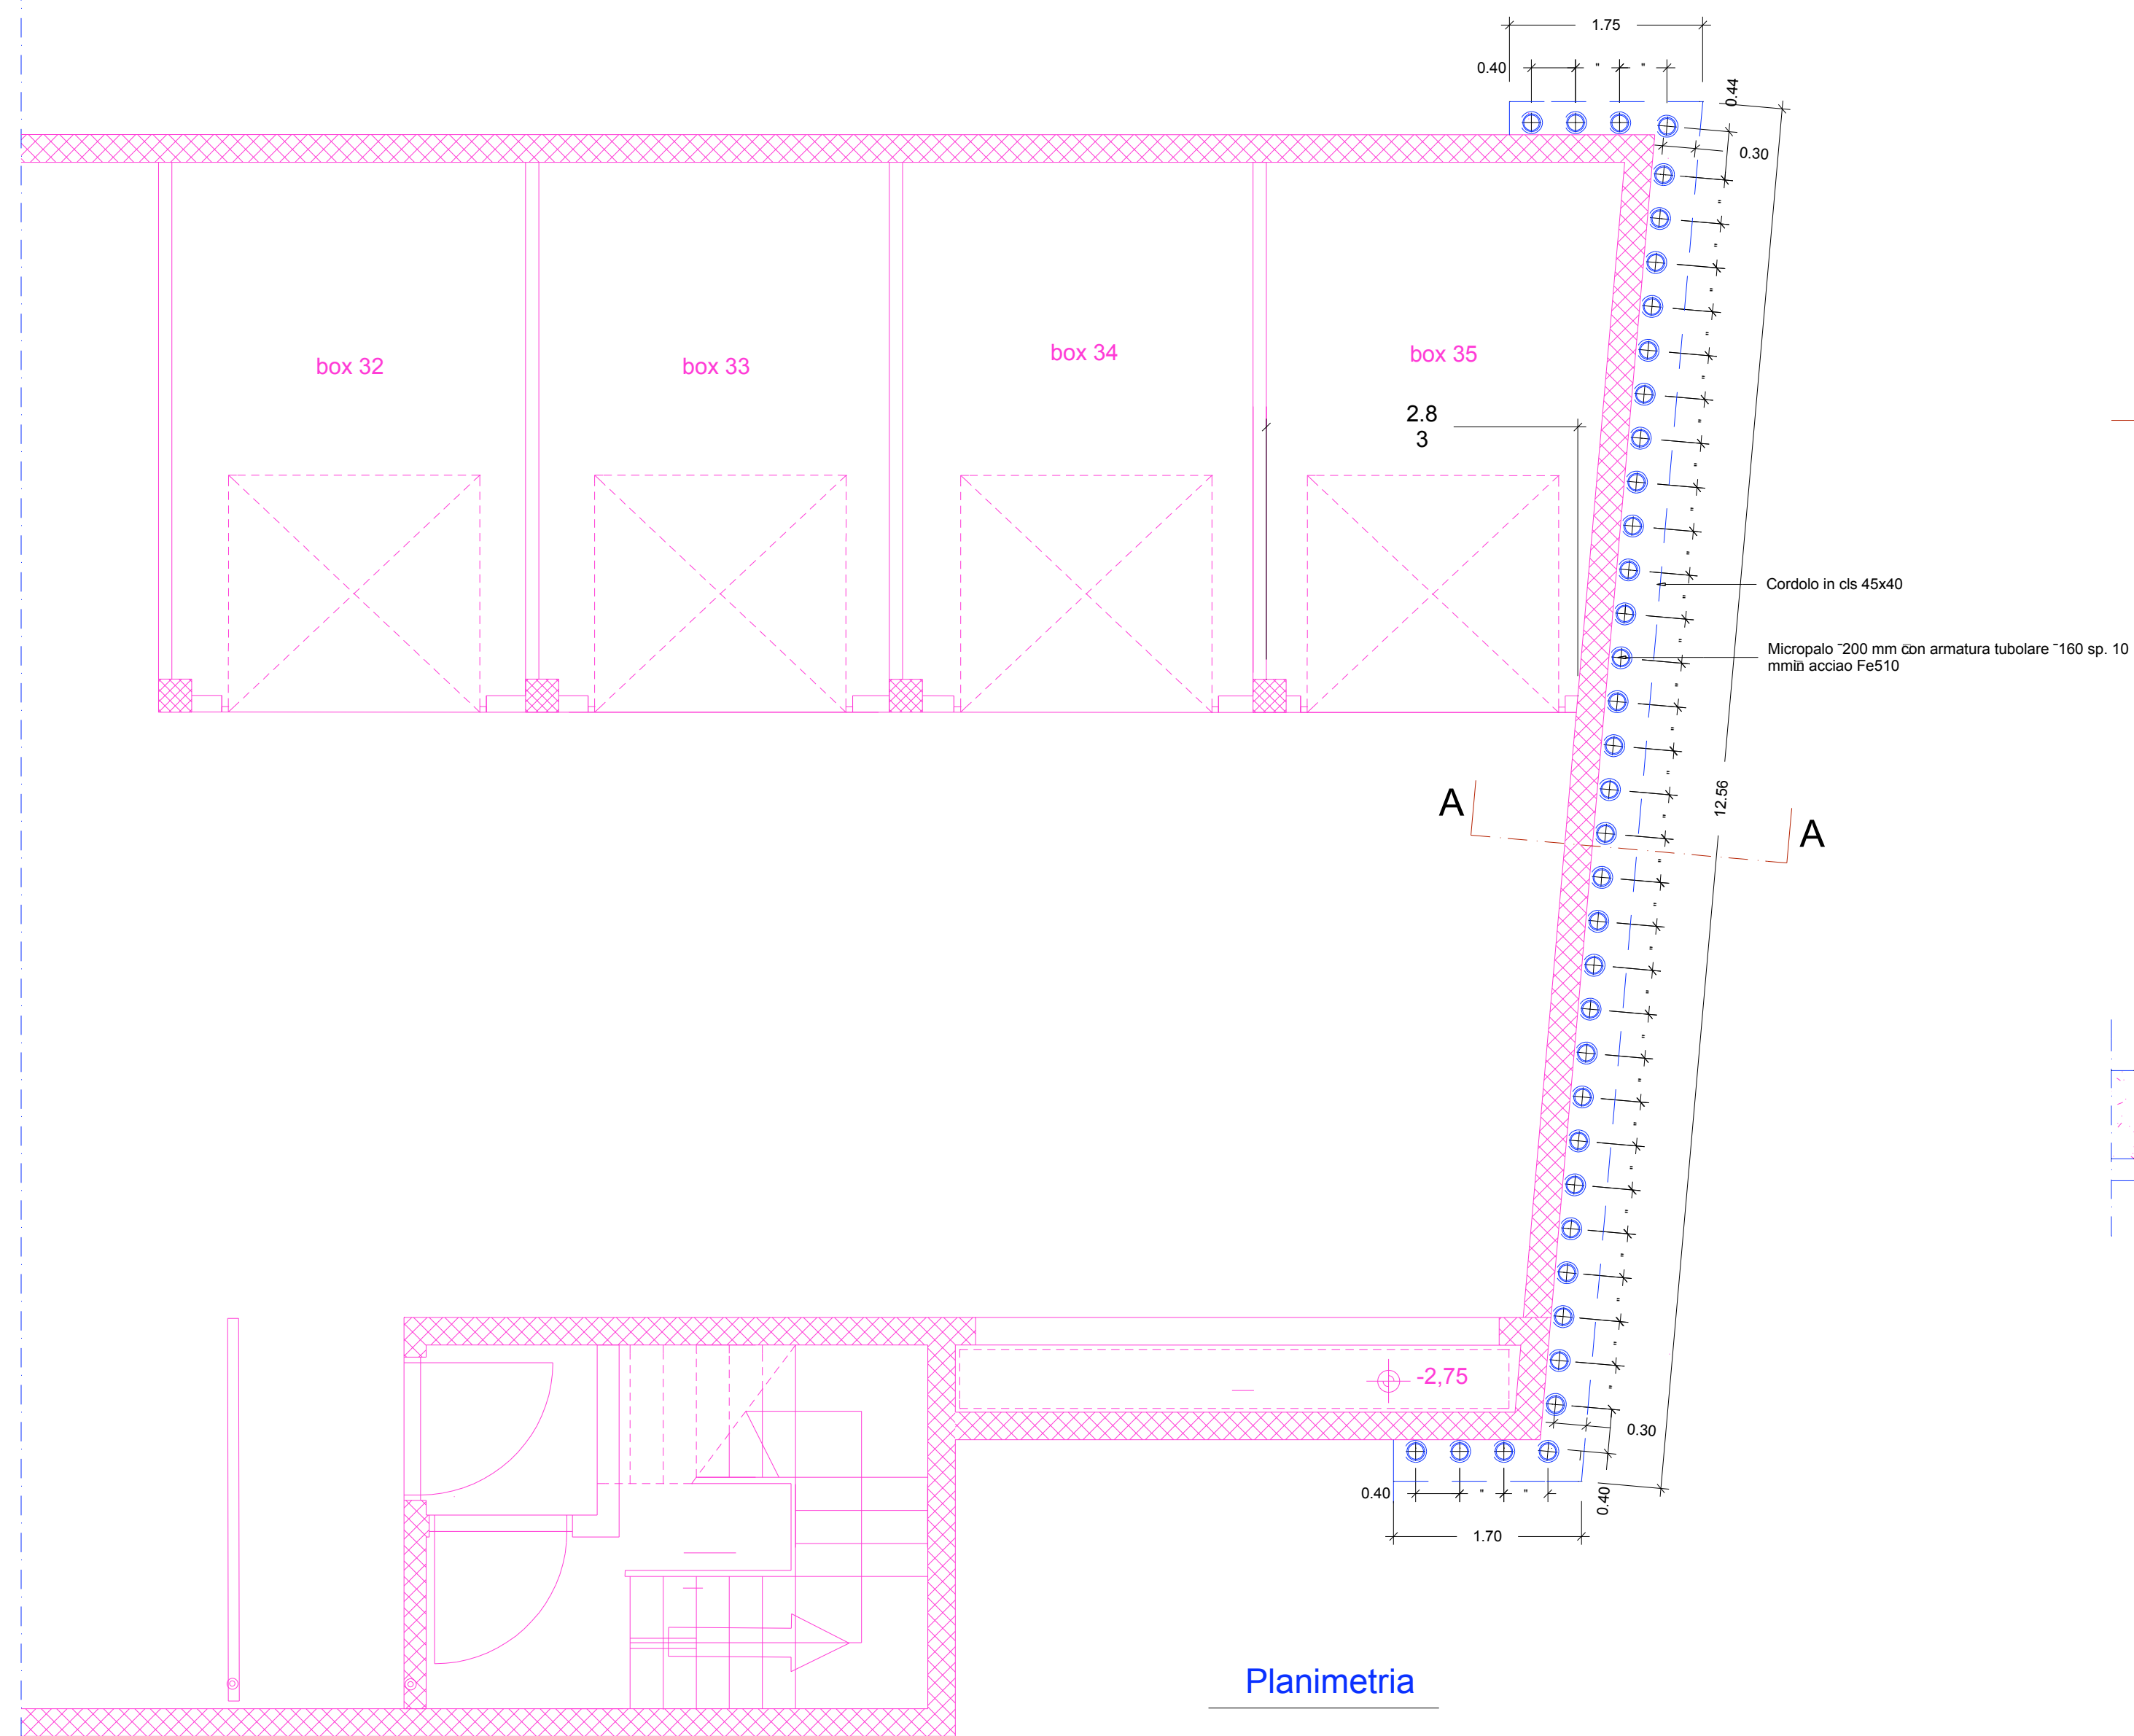 1.75
0.40 " "
0.44
0.30
box 32
box 33
box 34
box 35
2.8
3
Cordolo in cls 45x40
Micropalo ¯200 mm con armatura tubolare ¯160 sp. 10
mmin acciao Fe510
A
A
12.56
-2,75
0.30
0.40 " "
0.40
1.70
Planimetria